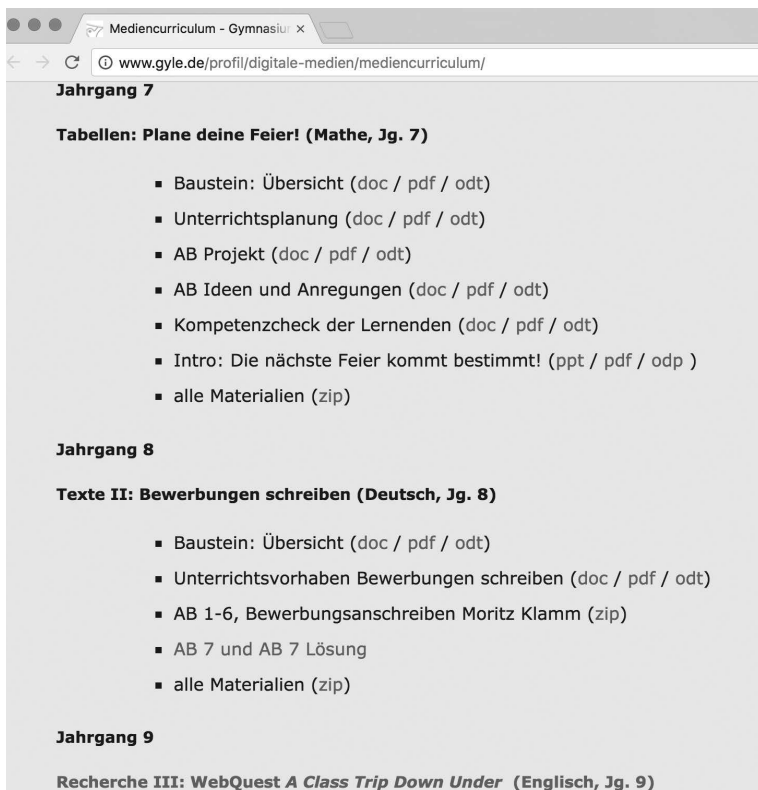 Mediencurriculum - Gymnasiu ×
www.gyle.de/profil/digitale-medien/mediencurriculum/
Jahrgang 7
Tabellen: Plane deine Feier! (Mathe, Jg. 7)
▪ Baustein: Übersicht (doc / pdf / odt)
▪ Unterrichtsplanung (doc / pdf / odt)
▪ AB Projekt (doc / pdf / odt)
▪ AB Ideen und Anregungen (doc / pdf / odt)
▪ Kompetenzcheck der Lernenden (doc / pdf / odt)
▪ Intro: Die nächste Feier kommt bestimmt! (ppt / pdf / odp )
▪ alle Materialien (zip)
Jahrgang 8
Texte II: Bewerbungen schreiben (Deutsch, Jg. 8)
▪ Baustein: Übersicht (doc / pdf / odt)
▪ Unterrichtsvorhaben Bewerbungen schreiben (doc / pdf / odt)
▪ AB 1-6, Bewerbungsanschreiben Moritz Klamm (zip)
▪ AB 7 und AB 7 Lösung
▪ alle Materialien (zip)
Jahrgang 9
Recherche III: WebQuest A Class Trip Down Under (Englisch, Jg. 9)